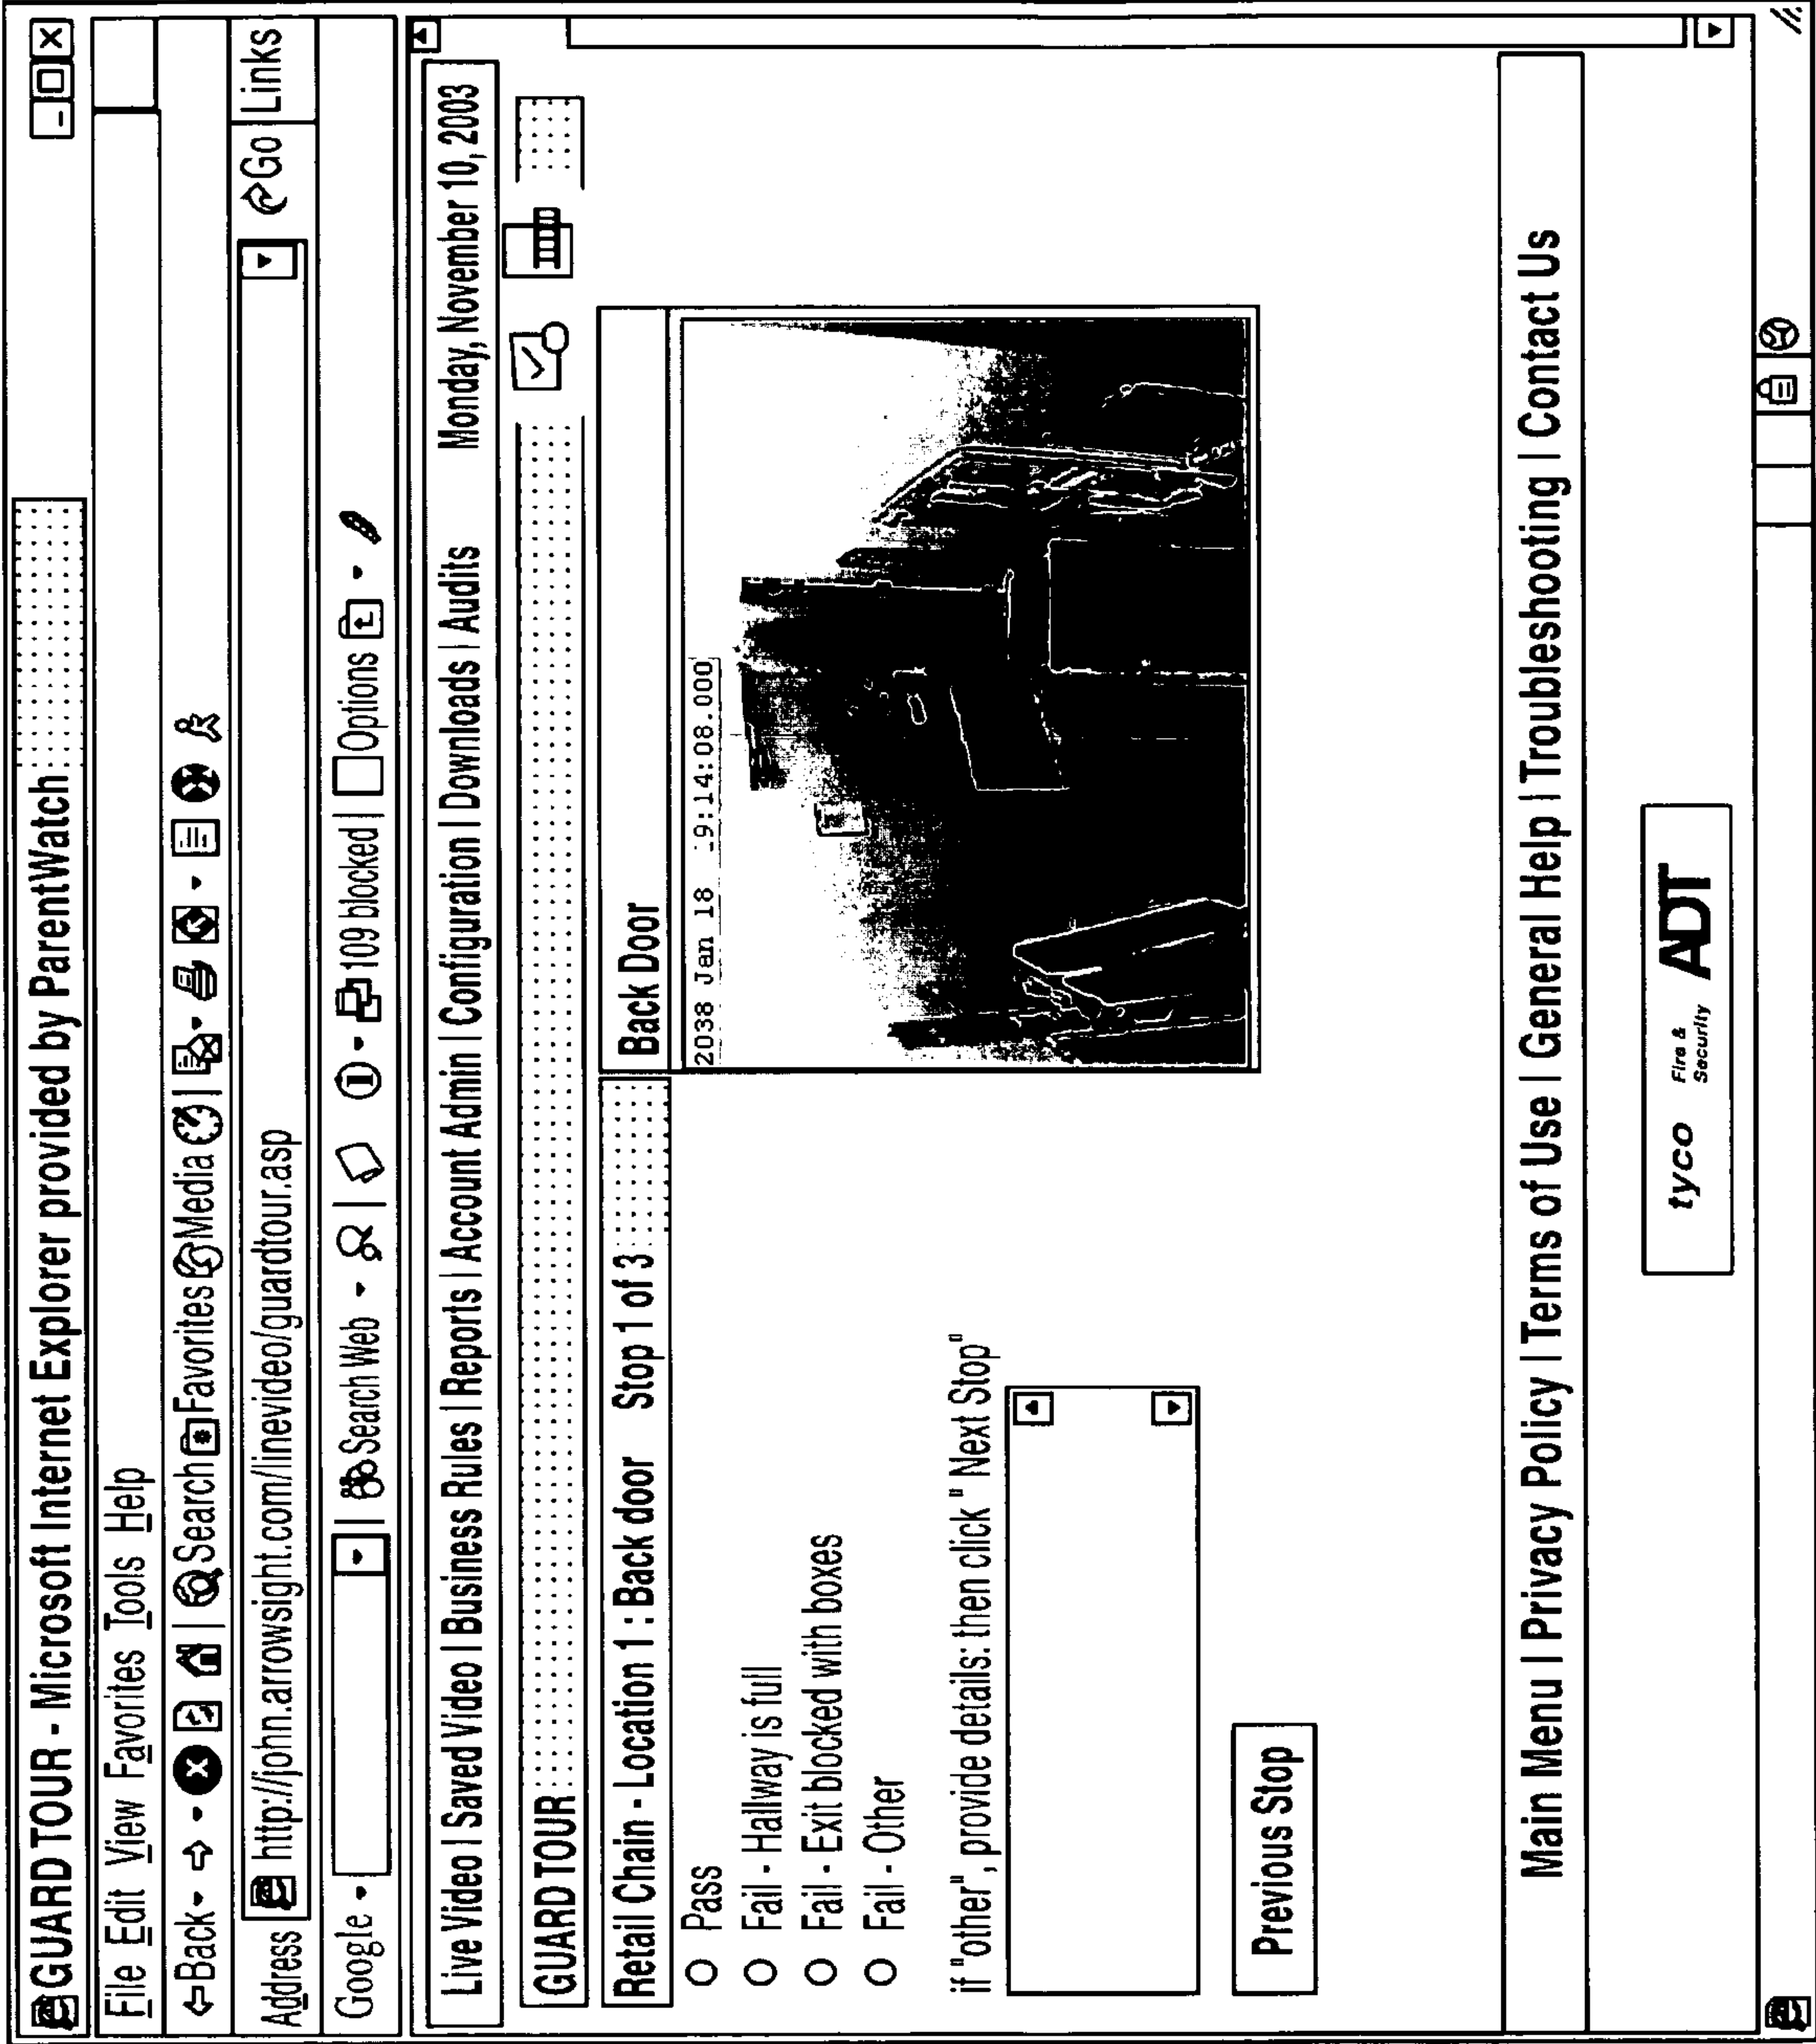 GUARD TOUR - Microsoft Internet Explorer provided by ParentWatch
File Edit View Favorites Tools Help
Back Search Favorites Media
Address http://john.arrowsight.com/linevideo/guardtour.asp Go Links
Google Search Web 109 blocked Options
Live Video | Saved Video | Business Rules | Reports | Account Admin | Configuration | Downloads | Audits Monday, November 10, 2003
GUARD TOUR
Retail Chain - Location 1 : Back door Stop 1 of 3
Back Door
2038 Jan 18 19:14:08.000
Pass
Fail - Hallway is full
Fail - Exit blocked with boxes
Fail - Other
if "other", provide details: then click " Next Stop"
Previous Stop
Main Menu | Privacy Policy | Terms of Use | General Help | Troubleshooting | Contact Us
tyco Fire & Security ADT